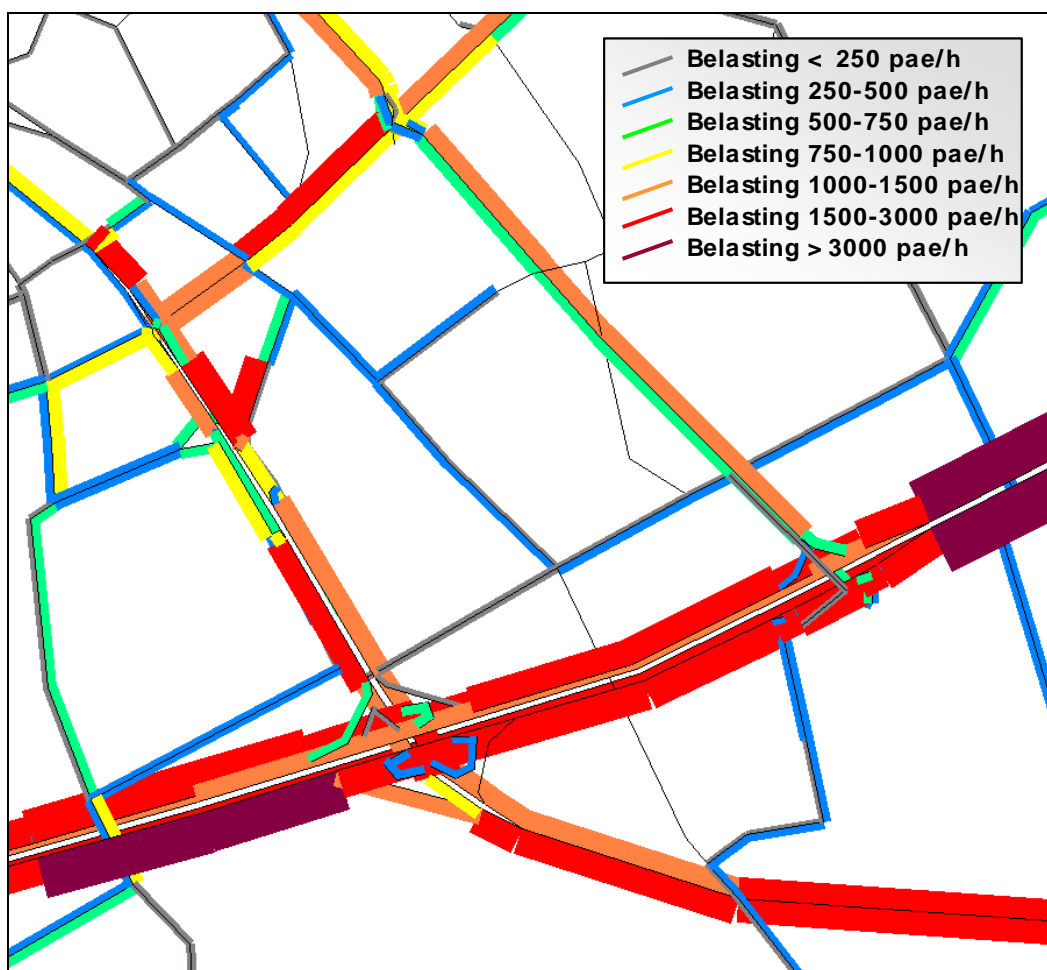 Belasting < 250 pae/h
Belasting 250-500 pae/h
Belasting 500-750 pae/h
Belasting 750-1000 pae/h
Belasting 1000-1500 pae/h
Belasting 1500-3000 pae/h
Belasting > 3000 pae/h